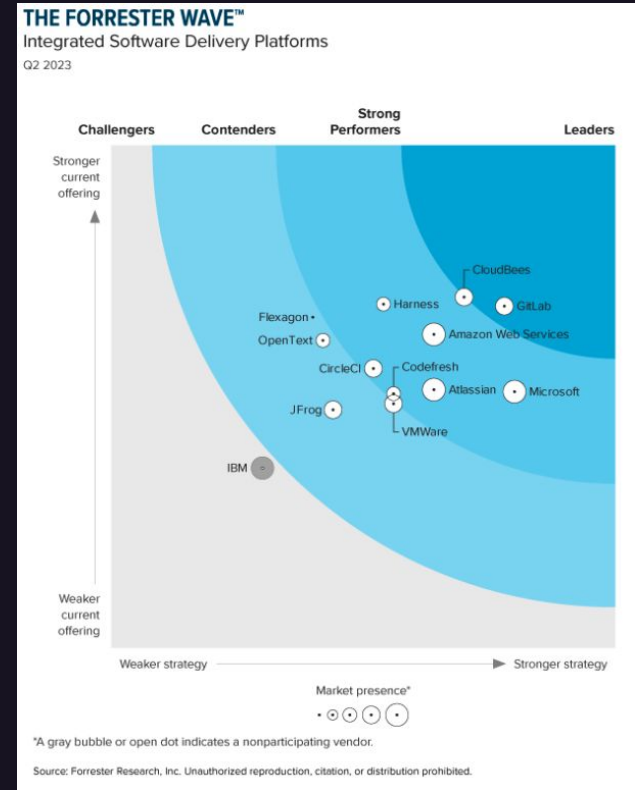 THE FORRESTER WAVE™
Integrated Software Delivery Platforms
Q2 2023
Challengers
Contenders
Strong
Performers
Leaders
Stronger
current
offering
CloudBees
Harness
GitLab
Flexagon
Amazon Web Services
OpenText
CircleCI
Codefresh
Atlassian
Microsoft
JFrog
VMWare
IBM
Weaker
current
offering
Weaker strategy
Stronger strategy
Market presence*
*A gray bubble or open dot indicates a nonparticipating vendor.
Source: Forrester Research, Inc. Unauthorized reproduction, citation, or distribution prohibited.